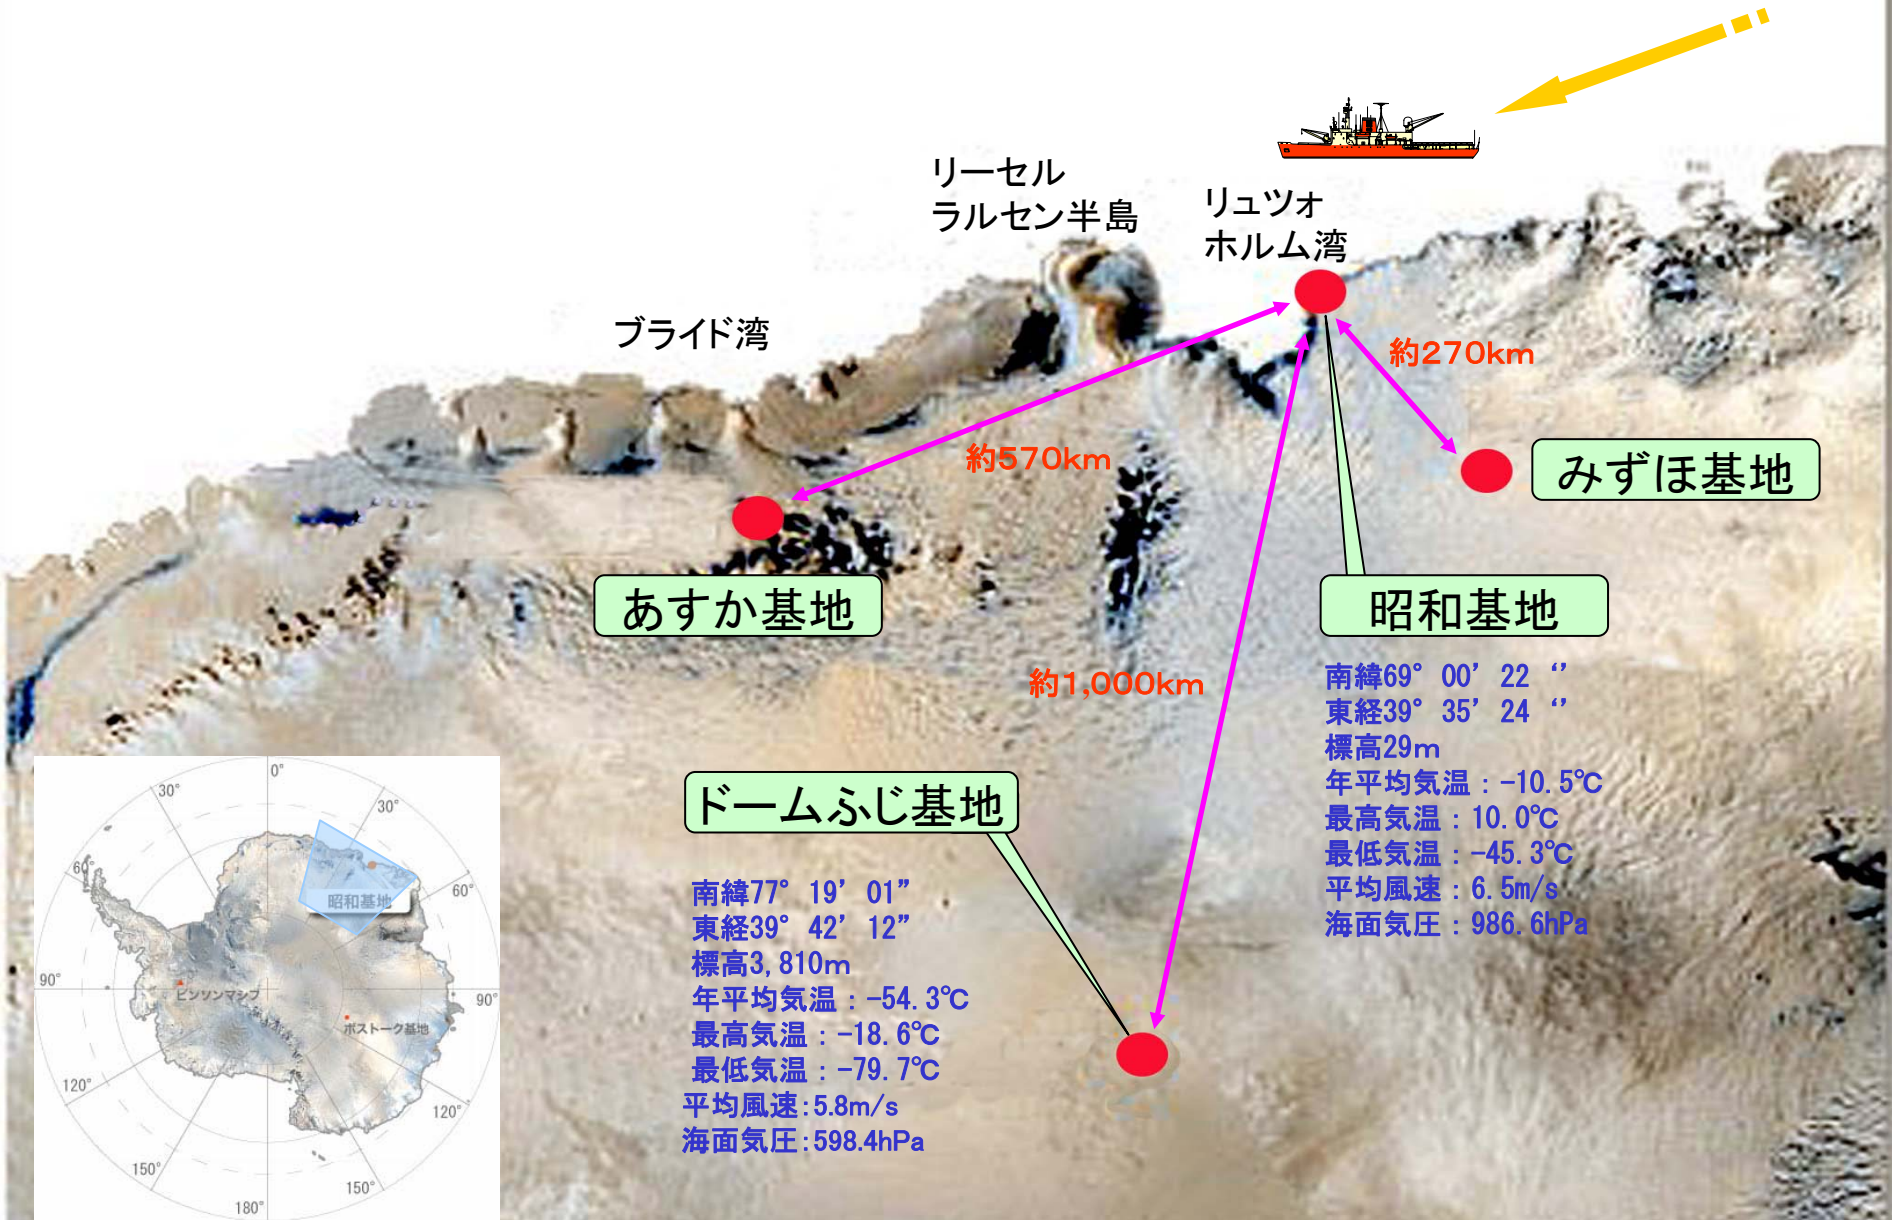 リーセル
ラルセン半島
リュツォ
ホルム湾
ブライド湾
約270km
約570km
みずほ基地
あすか基地
昭和基地
約1,000km
南緯69° 00’ 22 ‘’
東経39° 35’ 24 ‘’
標高29m
年平均気温：-10.5℃
最高気温：10.0℃
最低気温：-45.3℃
平均風速：6.5m/s
海面気圧：986.6hPa
ドームふじ基地
南緯77° 19’ 01”
東経39° 42’ 12”
標高3,810m
年平均気温：-54.3℃
最高気温：-18.6℃
最低気温：-79.7℃
平均風速：5.8m/s
海面気圧：598.4hPa
0°
30°
30°
60°
60°
昭和基地
90°
90°
ビンソンマシフ
ボストーク基地
120°
120°
150°
150°
180°